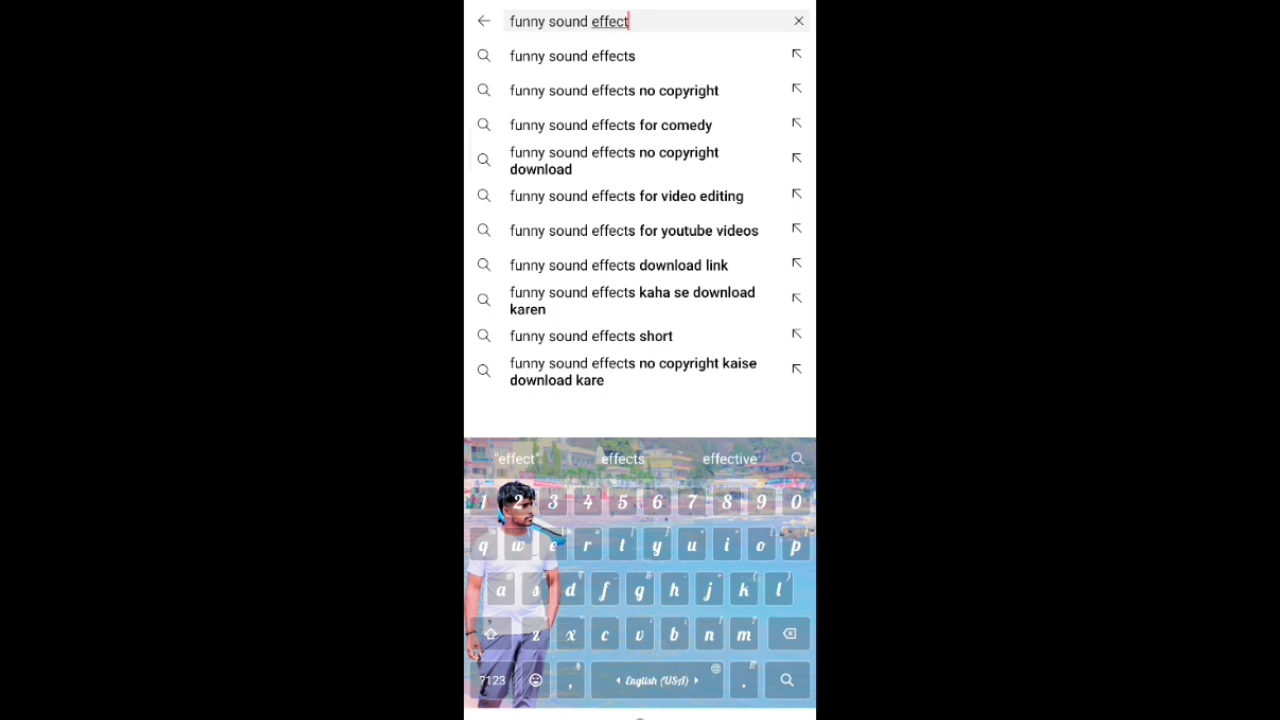 funny sound effect
funny sound effects
funny sound effects no copyright
funny sound effects for comedy
funny sound effects no copyright
download
funny sound effects for video editing
funny sound effects for youtube videos
funny sound effects download link
funny sound effects kaha se download
karen
funny sound effects short
funny sound effects no copyright kaise
download kare
"effect" effects effective
1 2 3 4 5 6 7 8 9 0
q w e r t y u i o p
a s d f g h j k l
z x c v b n m
?123 , English (USA) .